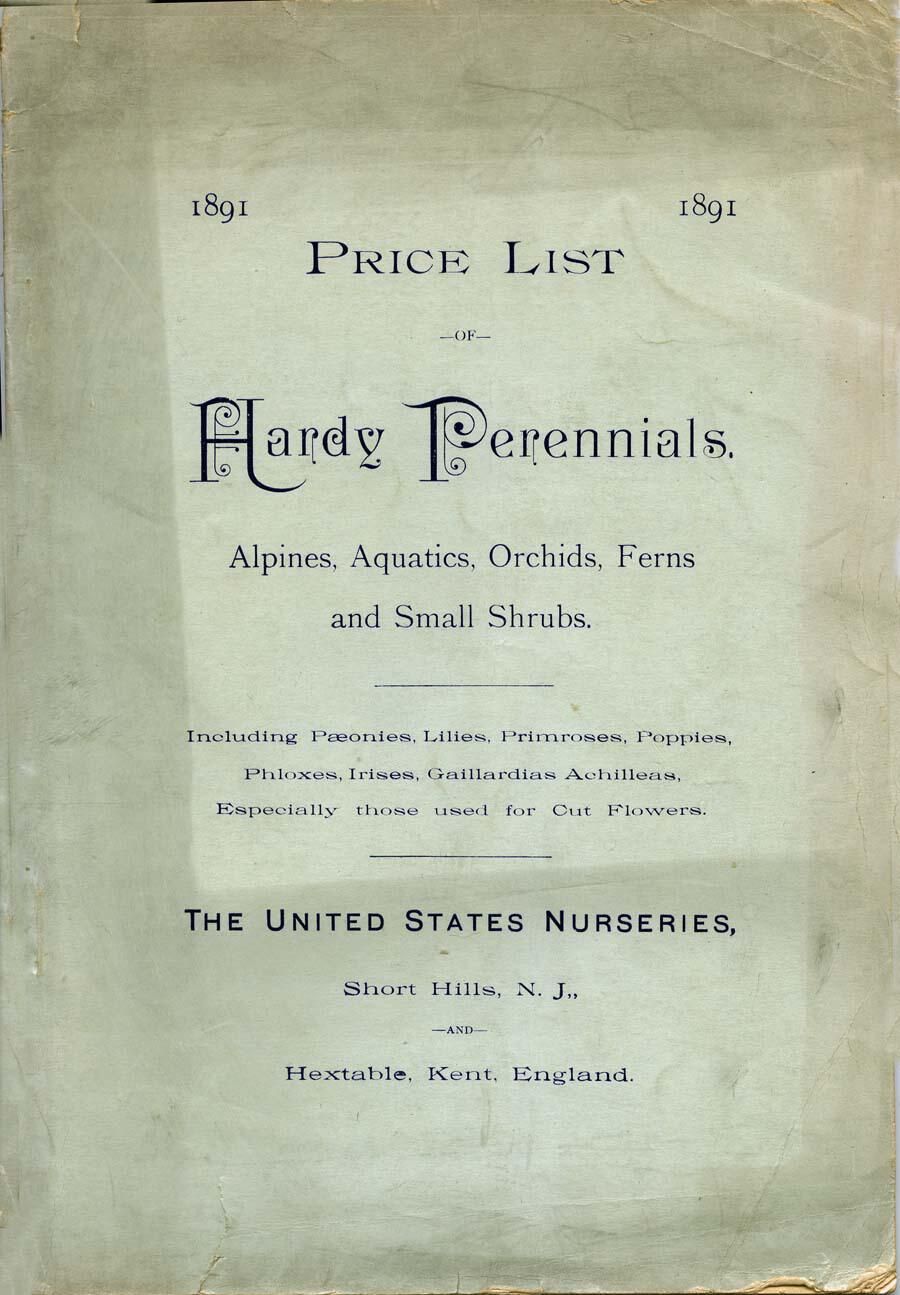 1891 1891
PRICE LIST
—OF—
Hardy Perennials.
Alpines, Aquatics, Orchids, Ferns
and Small Shrubs.
Including Pæonies, Lilies, Primroses, Poppies,
Phloxes, Irises, Gaillardias Achilleas,
Especially those used for Cut Flowers.
THE UNITED STATES NURSERIES,
Short Hills, N. J,,
—AND—
Hextable, Kent, England.